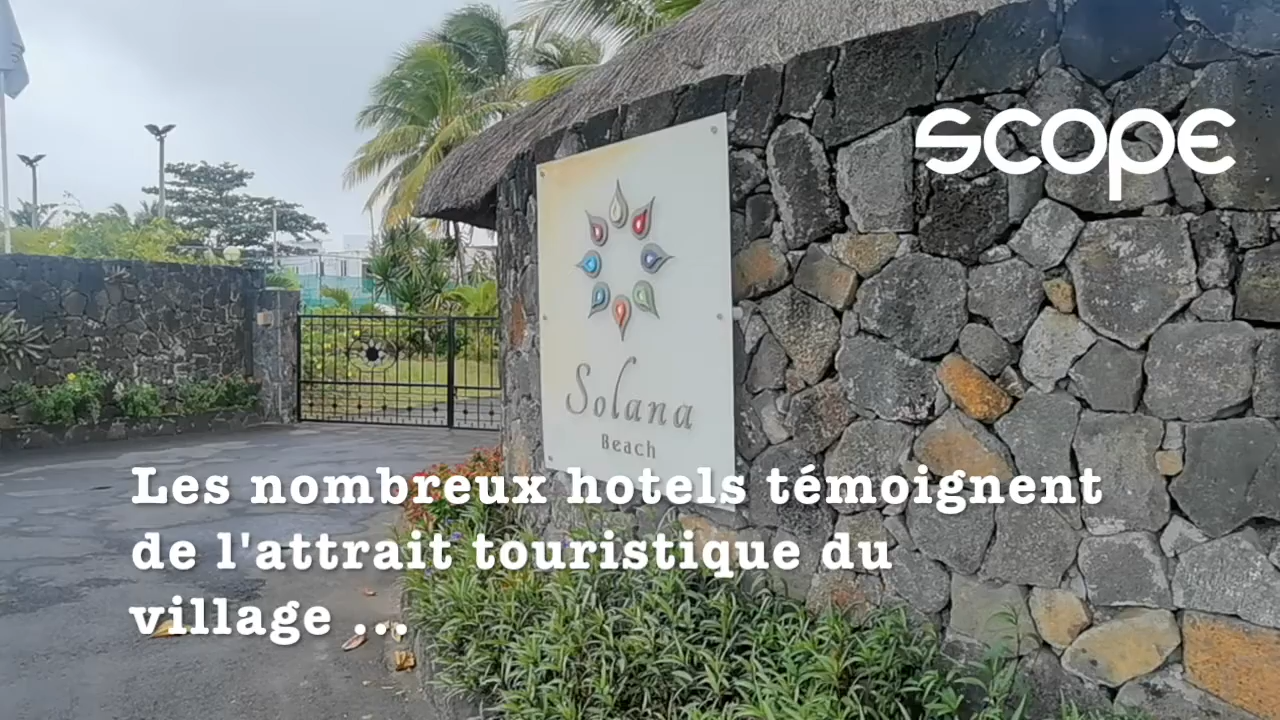 scope
Solana
Beach
Les nombreux hotels témoignent
de l'attrait touristique du
village ...